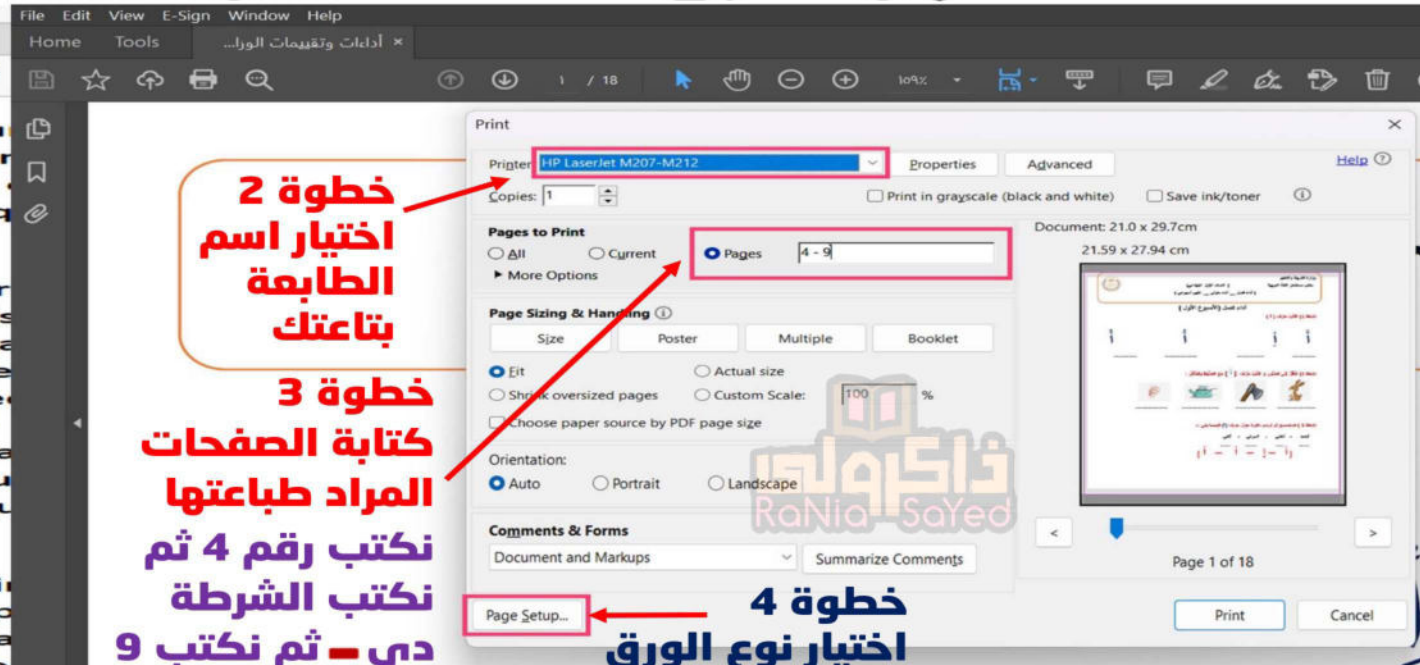 File Edit View E-Sign Window Help
Home Tools أداءات وتقييمات الورا... ×
١ / 18 ١٠٩٪
Print
Printer: HP LaserJet M207-M212 Properties Advanced Help
Copies: 1 Print in grayscale (black and white) Save ink/toner
Pages to Print
All Current Pages 4 - 9
More Options
Page Sizing & Handling
Size Poster Multiple Booklet
Fit Actual size
Shrink oversized pages Custom Scale: 100 %
Choose paper source by PDF page size
Orientation:
Auto Portrait Landscape
Comments & Forms
Document and Markups Summarize Comments
Page Setup...
Document: 21.0 x 29.7cm
21.59 x 27.94 cm
< >
Page 1 of 18
Print Cancel
خطوة 2
اختيار اسم
الطابعة
بتاعتك
خطوة 3
كتابة الصفحات
المراد طباعتها
نكتب رقم 4 ثم
نكتب الشرطة
دي - ثم نكتب 9
خطوة 4
اختيار نوع الورق
ذاكرولي
RaNia SaYed